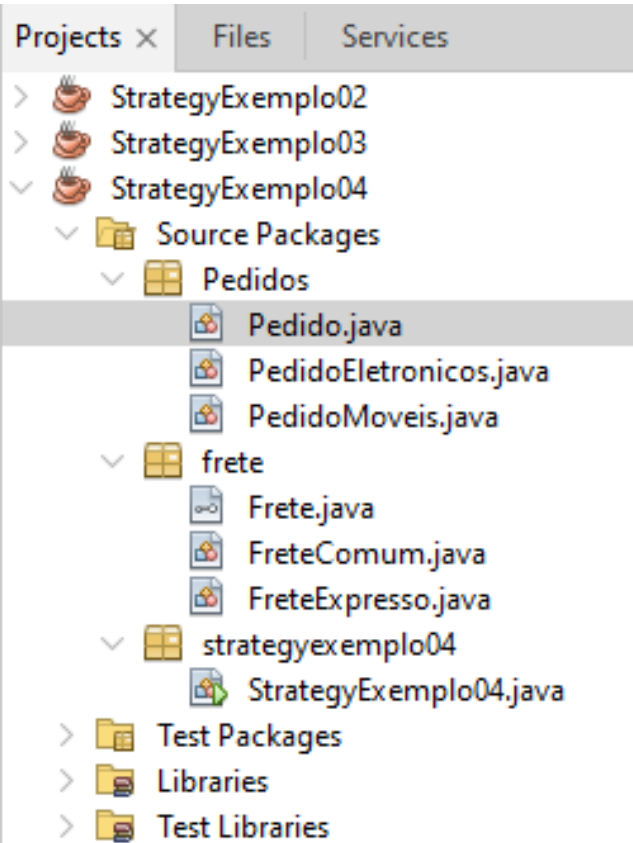 Projects Files Services
StrategyExemplo02
StrategyExemplo03
StrategyExemplo04
Source Packages
Pedidos
Pedido.java
PedidoEletronicos.java
PedidoMoveis.java
frete
Frete.java
FreteComum.java
FreteExpresso.java
strategyexemplo04
StrategyExemplo04.java
Test Packages
Libraries
Test Libraries